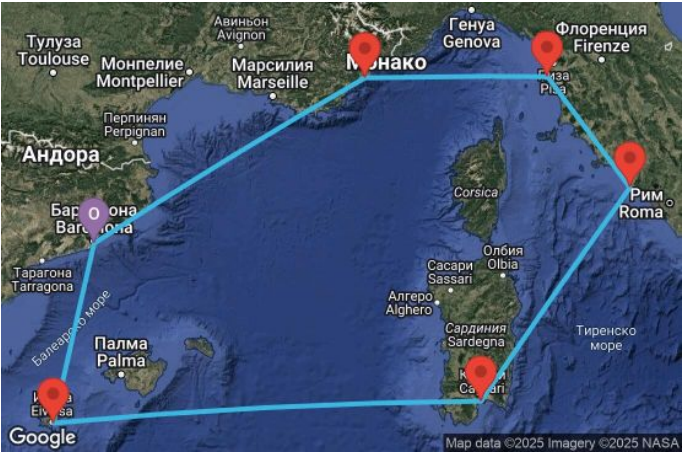 Авиньон
Avignon
Генуа
Genova
Флоренция
Firenze
Тулуза
Toulouse
Монпелие
Montpellier
Марсилия
Marseille
Монако
Pisa
Перпинян
Perpignan
Андора
Corsica
Рим
Roma
O
Тарагона
Tarragona
Олбия
Olbia
Сасари
Sassari
Алгеро
Alghero
Балеарско море
Палма
Palma
Сардиния
Sardegna
Тиренско
море
Google
Map data ©2025 Imagery ©2025 NASA